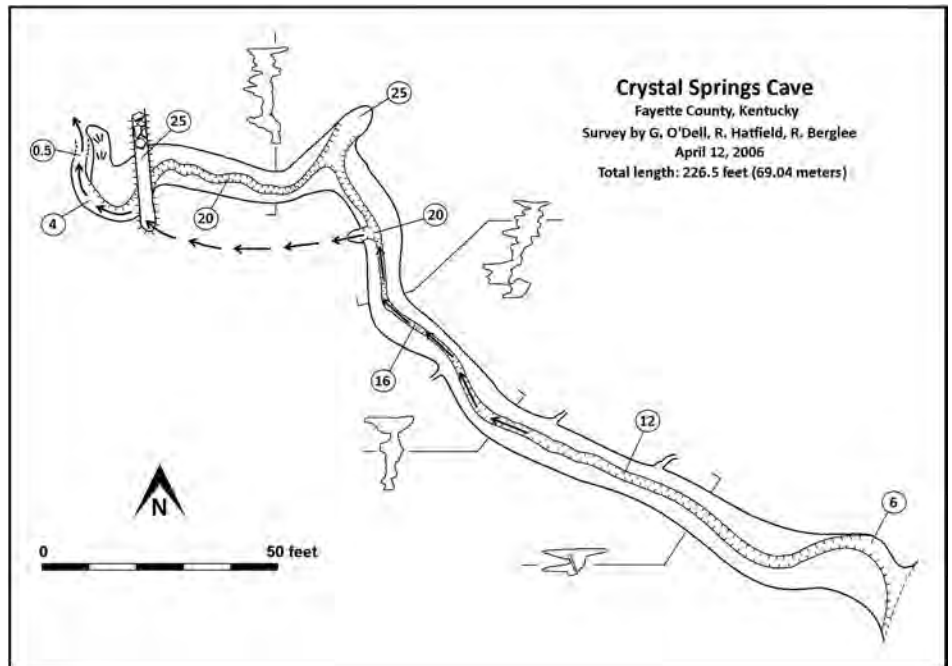 Crystal Springs Cave
Fayette County, Kentucky
Survey by G. O'Dell, R. Hatfield, R. Berglee
April 12, 2006
Total length: 226.5 feet (69.04 meters)
25
25
0.5
20
4
20
16
12
6
N
0 50 feet